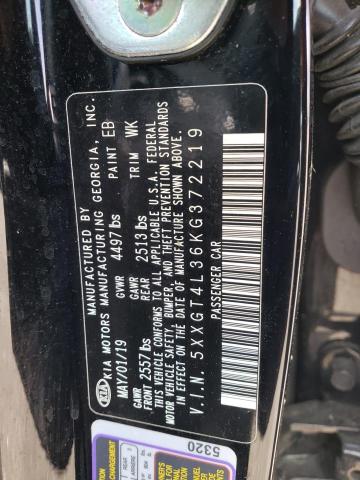 KIA
MANUFACTURED BY
KIA MOTORS MANUFACTURING GEORGIA, INC.
MAY/01/19
GVWR 4497 lbs
PAINT EB
GAWR FRONT 2557 lbs
GAWR REAR 2513 lbs
TRIM WK
THIS VEHICLE CONFORMS TO ALL APPLICABLE U.S.A. FEDERAL
MOTOR VEHICLE SAFETY, BUMPER, AND THEFT PREVENTION STANDARDS
IN EFFECT ON THE DATE OF MANUFACTURE SHOWN ABOVE.
V.I.N. 5XXGT4L36KG372219
PASSENGER CAR
5320